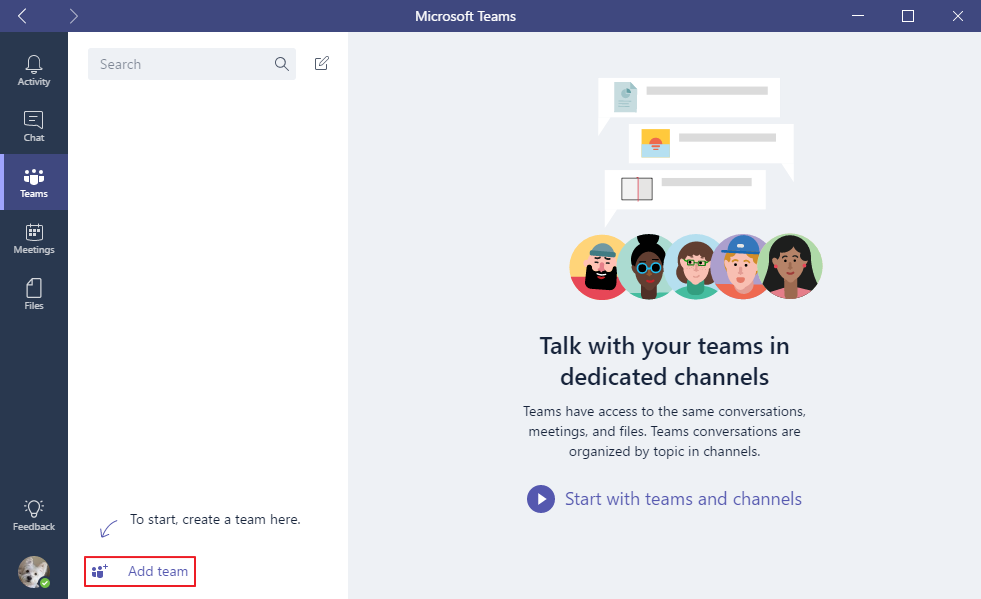 Microsoft Teams
Activity
Chat
Teams
Meetings
Files
Feedback
Search
To start, create a team here.
Add team
Talk with your teams in
dedicated channels
Teams have access to the same conversations,
meetings, and files. Teams conversations are
organized by topic in channels.
Start with teams and channels